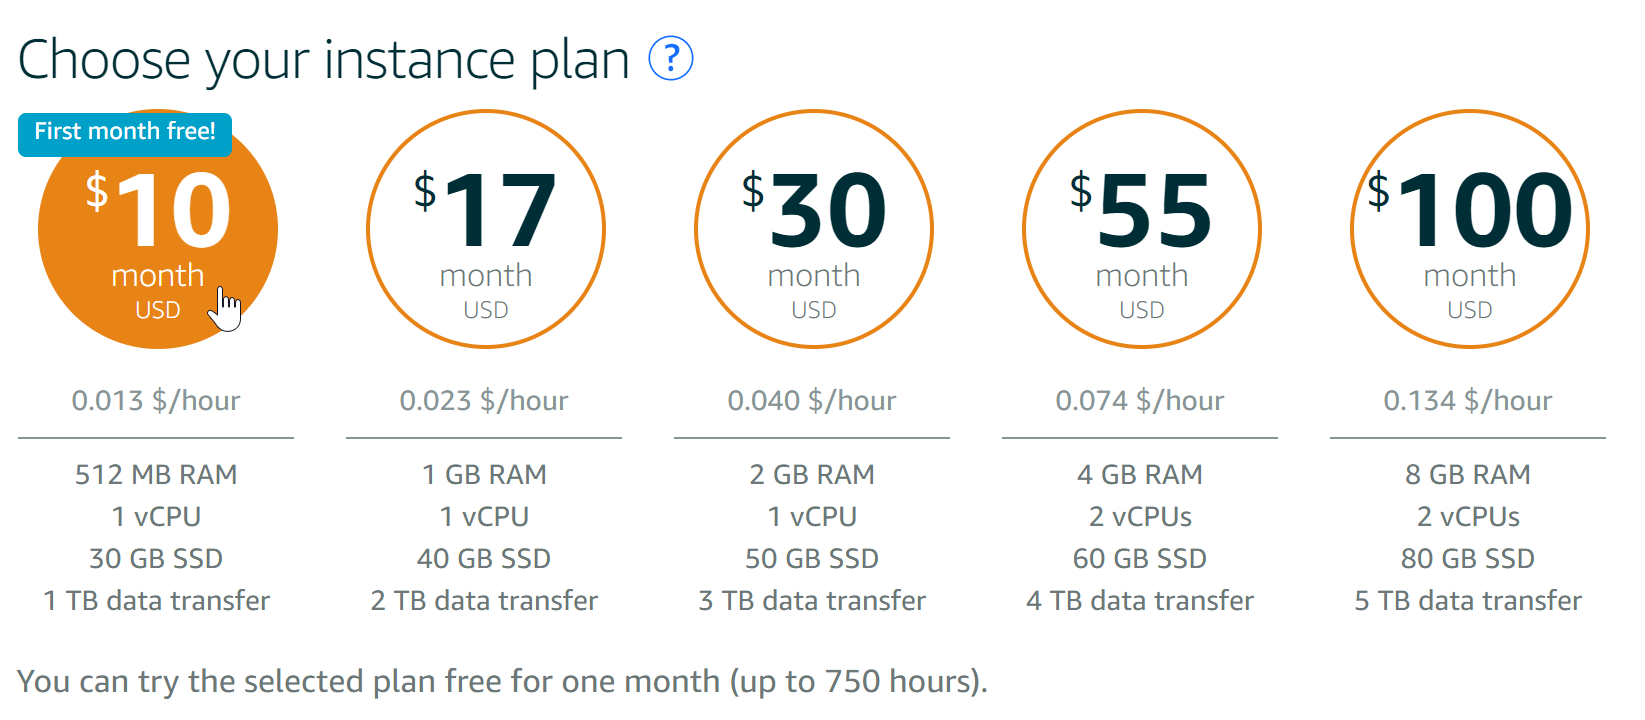 Choose your instance plan ?
First month free!
$10
month
USD
0.013 $/hour
512 MB RAM
1 vCPU
30 GB SSD
1 TB data transfer
$17
month
USD
0.023 $/hour
1 GB RAM
1 vCPU
40 GB SSD
2 TB data transfer
$30
month
USD
0.040 $/hour
2 GB RAM
1 vCPU
50 GB SSD
3 TB data transfer
$55
month
USD
0.074 $/hour
4 GB RAM
2 vCPUs
60 GB SSD
4 TB data transfer
$100
month
USD
0.134 $/hour
8 GB RAM
2 vCPUs
80 GB SSD
5 TB data transfer
You can try the selected plan free for one month (up to 750 hours).